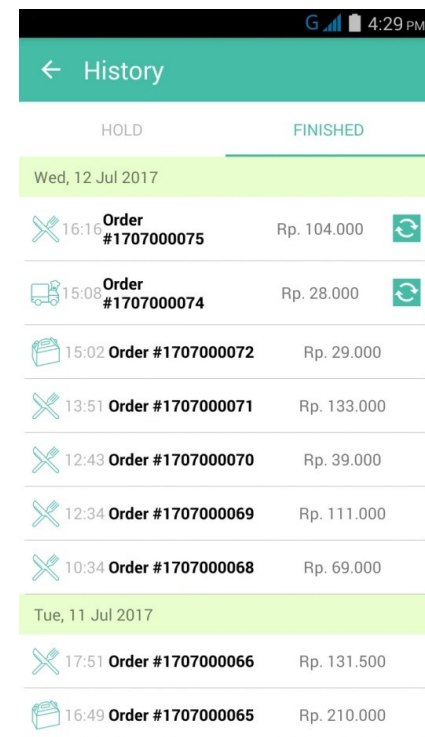 G 4:29 PM
History
HOLD FINISHED
Wed, 12 Jul 2017
16:16 Order #1707000075 Rp. 104.000
15:08 Order #1707000074 Rp. 28.000
15:02 Order #1707000072 Rp. 29.000
13:51 Order #1707000071 Rp. 133.000
12:43 Order #1707000070 Rp. 39.000
12:34 Order #1707000069 Rp. 111.000
10:34 Order #1707000068 Rp. 69.000
Tue, 11 Jul 2017
17:51 Order #1707000066 Rp. 131.500
16:49 Order #1707000065 Rp. 210.000